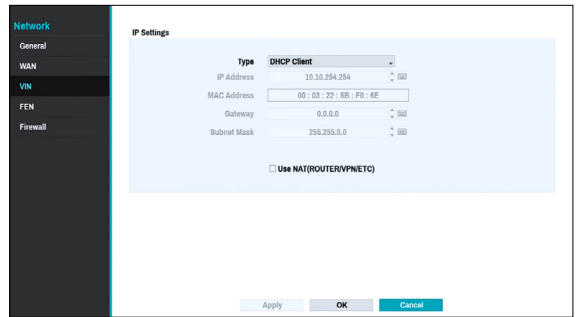 Network
General
WAN
VIN
FEN
Firewall
IP Settings
Type DHCP Client
IP Address 10.10.254.254
MAC Address 00 : 03 : 22 : 5B : F0 : 6E
Gateway 0.0.0.0
Subnet Mask 255.255.0.0
Use NAT(ROUTER/VPN/ETC)
Apply OK Cancel